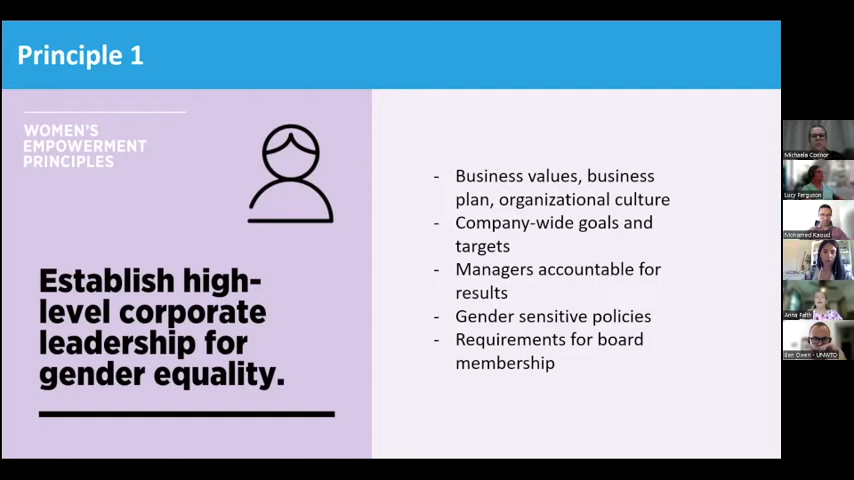 Principle 1
WOMEN'S
EMPOWERMENT
PRINCIPLES
Establish high-
level corporate
leadership for
gender equality.
- Business values, business
plan, organizational culture
- Company-wide goals and
targets
- Managers accountable for
results
- Gender sensitive policies
- Requirements for board
membership
Michaela Connor
Lucy Ferguson
Mohamed Kaoud
Anna Faith
Ben Owen - UNWTO